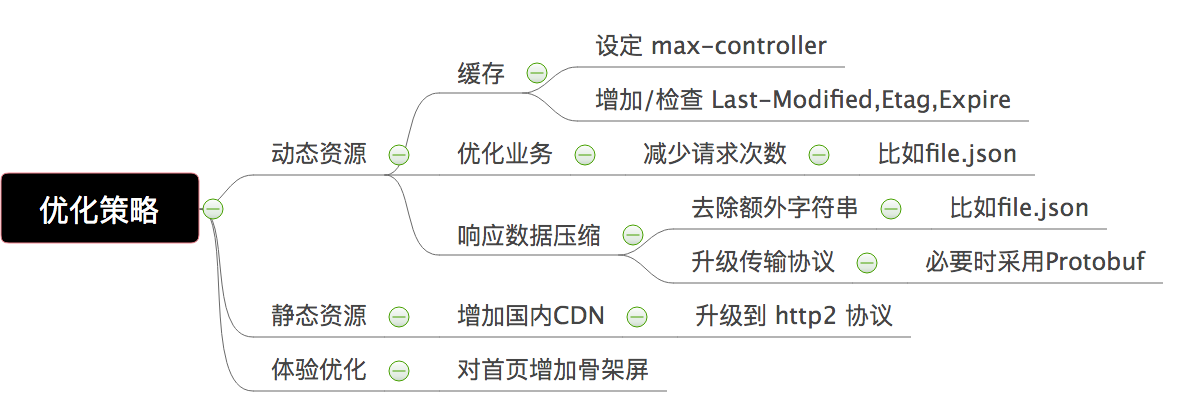 优化策略
动态资源
缓存
设定 max-controller
增加/检查 Last-Modified,Etag,Expire
优化业务
减少请求次数
比如file.json
响应数据压缩
去除额外字符串
比如file.json
升级传输协议
必要时采用Protobuf
静态资源
增加国内CDN
升级到 http2 协议
体验优化
对首页增加骨架屏